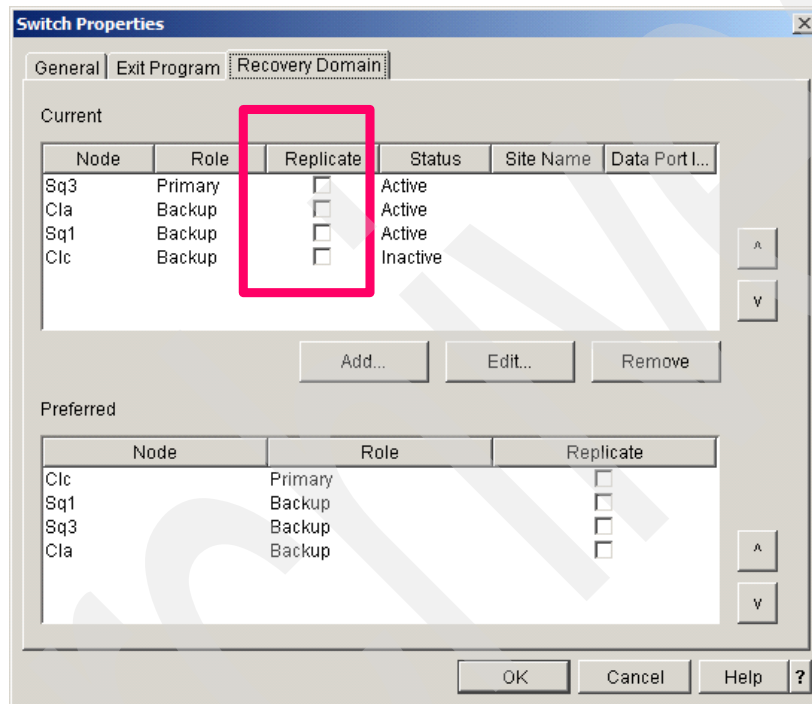 Switch Properties
General Exit Program Recovery Domain
Current
Node Role Replicate Status Site Name Data Port I...
Sq3 Primary Active
Cla Backup Active
Sq1 Backup Active
Clc Backup Inactive
^
v
Add... Edit... Remove
Preferred
Node Role Replicate
Clc Primary
Sq1 Backup
Sq3 Backup
Cla Backup
^
v
OK Cancel Help ?